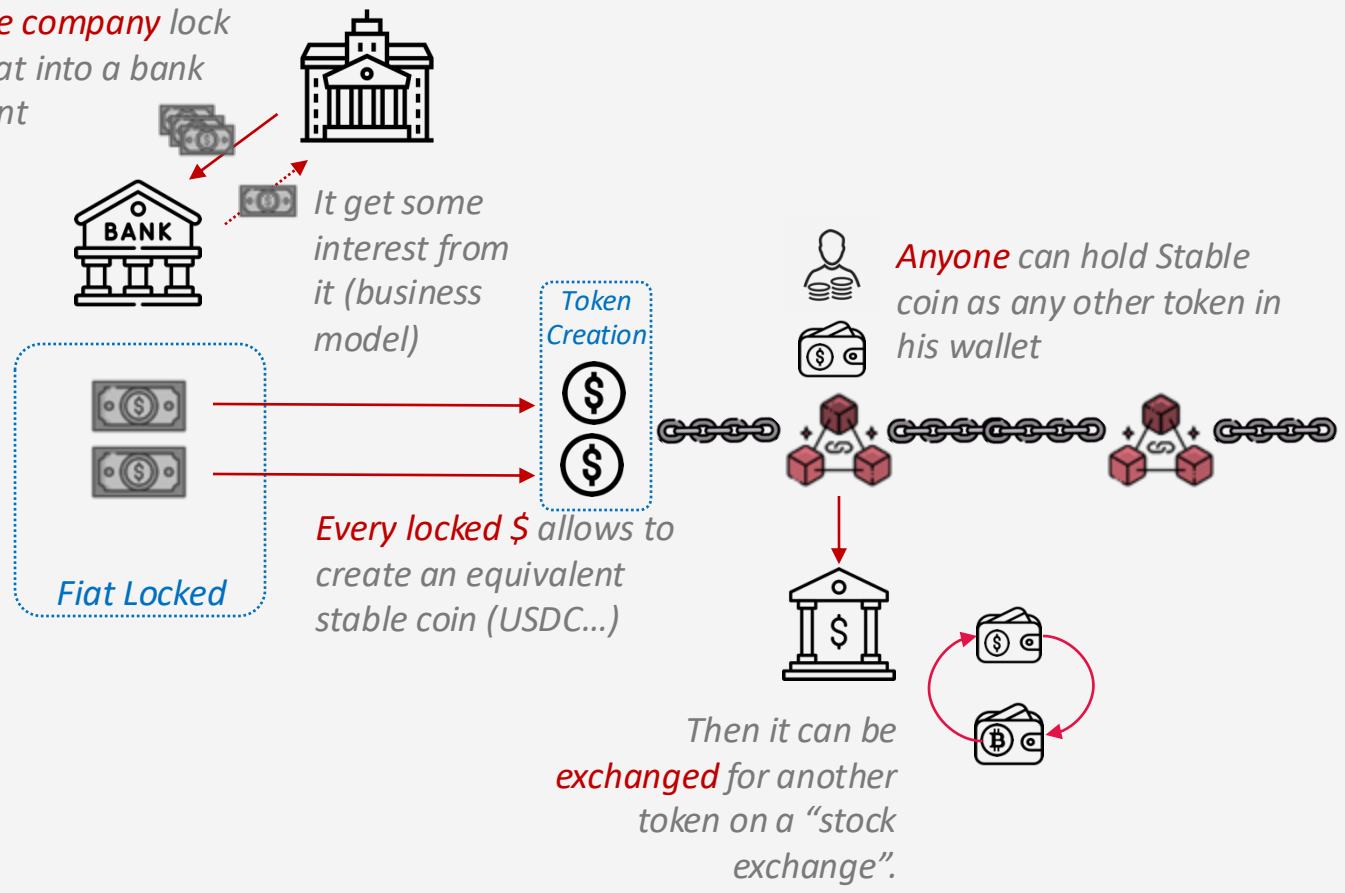 company lock
into a bank
BANK
It get some
interest from
it (business
model)
Token
Creation
Anyone can hold Stable
coin as any other token in
his wallet
$
$
Every locked $ allows to
create an equivalent
stable coin (USDC...)
Fiat Locked
$
Then it can be
exchanged for another
token on a “stock
exchange”.